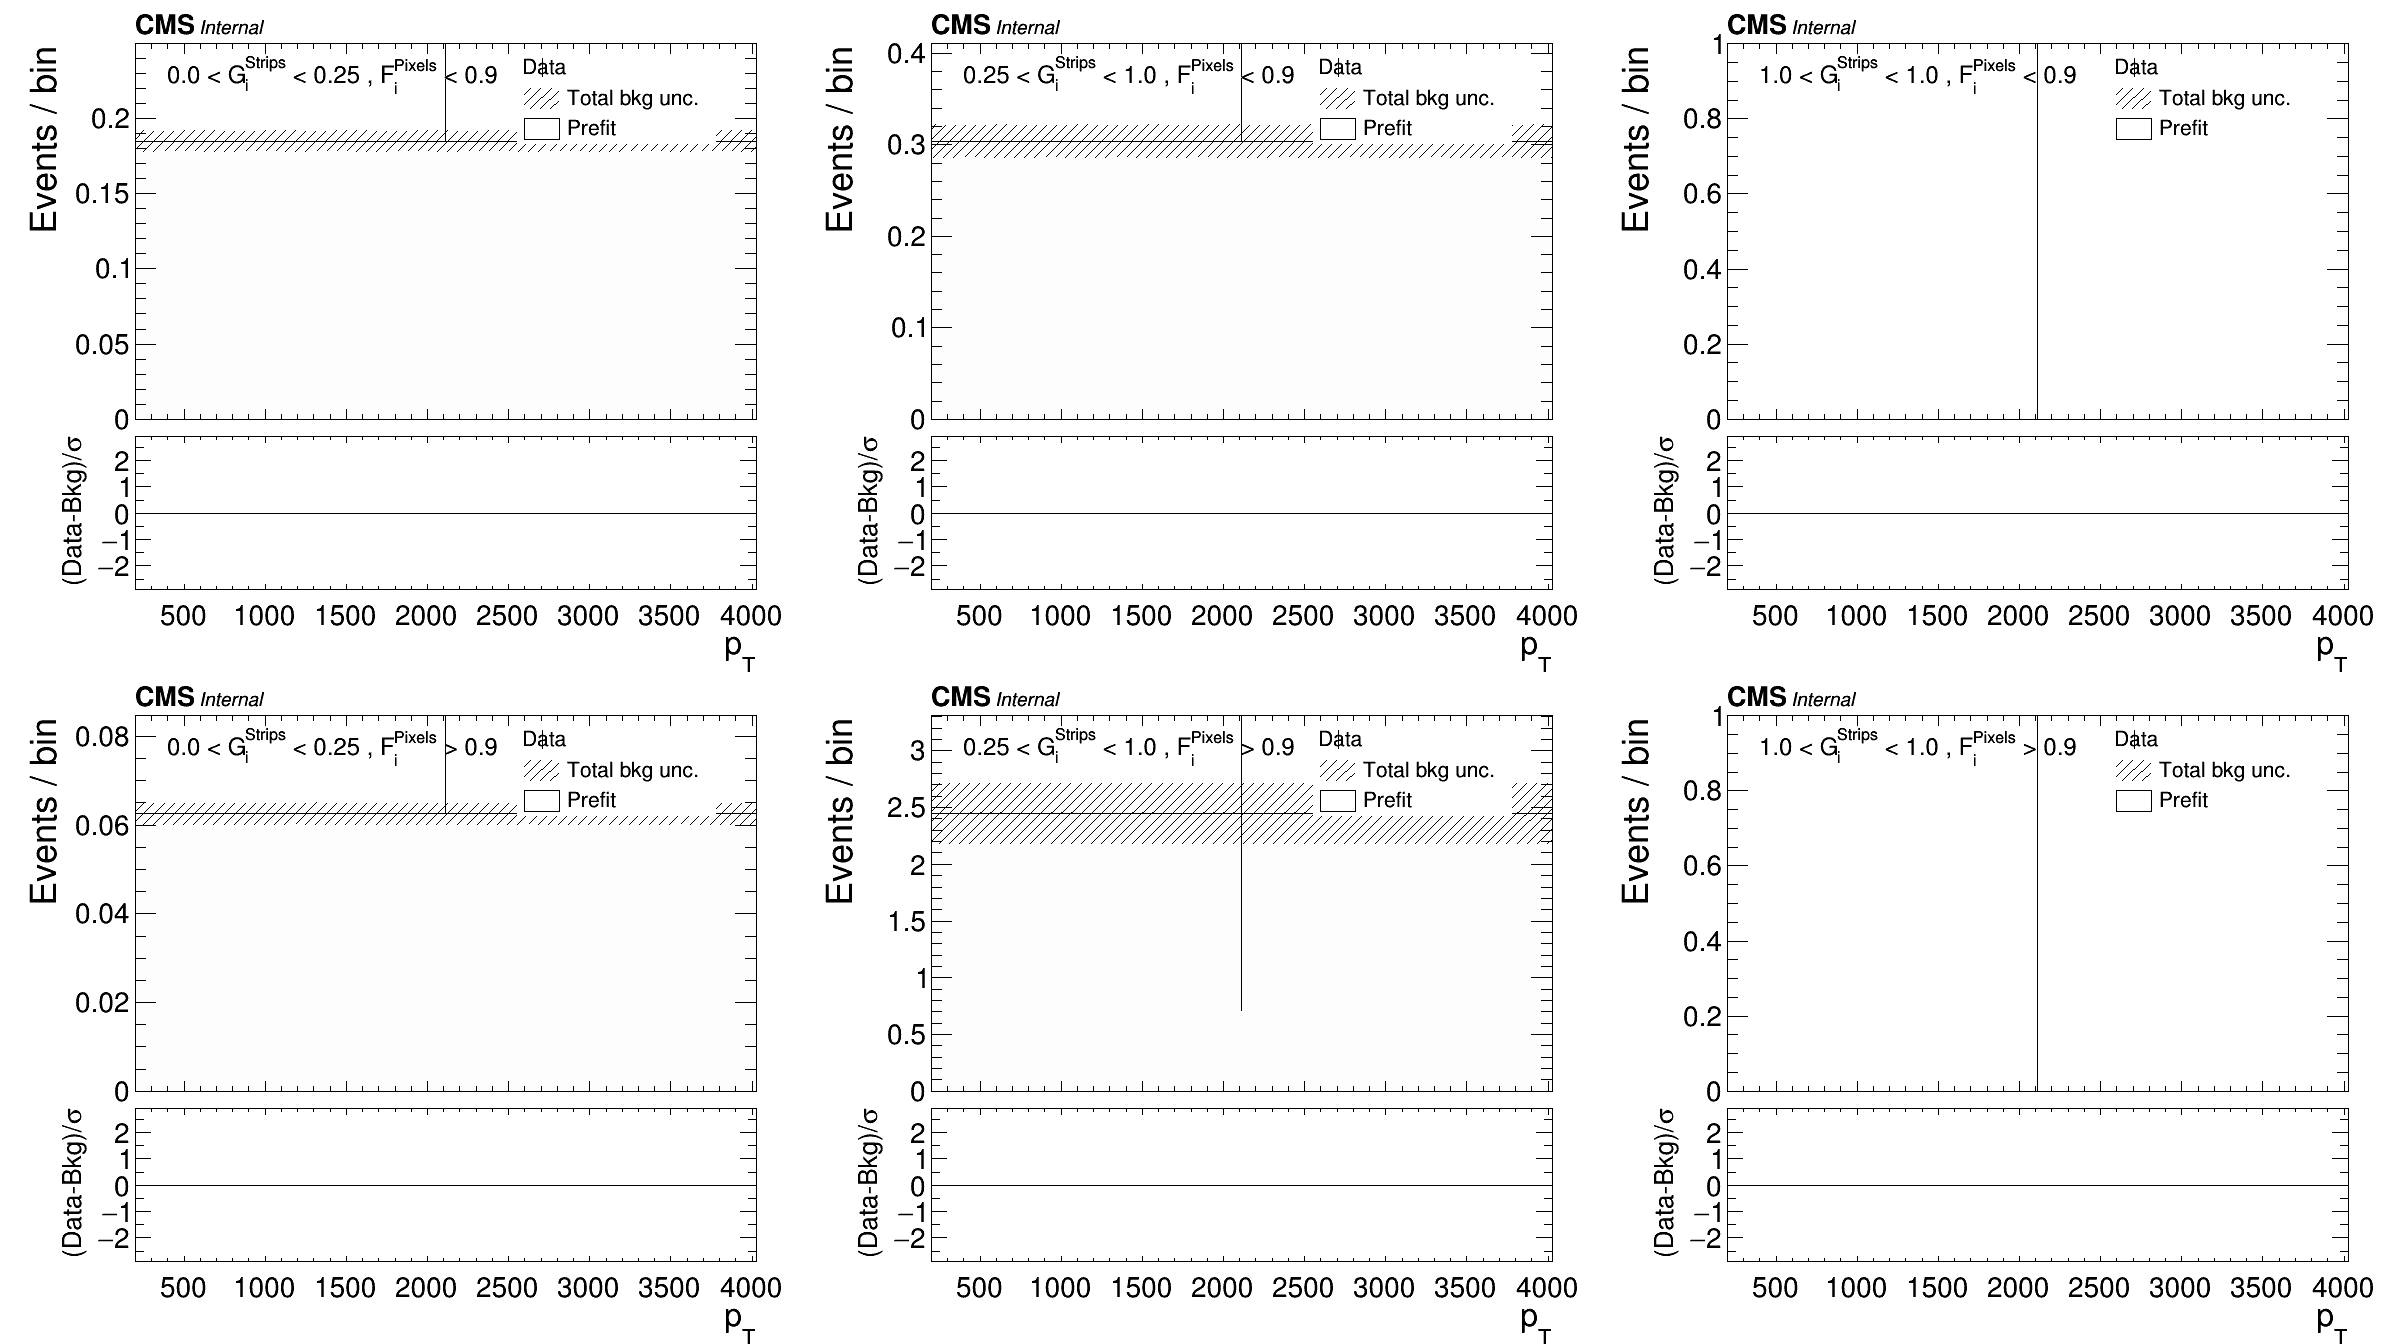 CMS Internal
Events / bin
0.0 < G_i^Strips < 0.25 , F_i^Pixels < 0.9
Data
Total bkg unc.
Prefit
0.2
0.15
0.1
0.05
0
(Data-Bkg)/σ
2
1
0
−1
−2
500 1000 1500 2000 2500 3000 3500 4000
p_T
CMS Internal
Events / bin
0.25 < G_i^Strips < 1.0 , F_i^Pixels < 0.9
Data
Total bkg unc.
Prefit
0.4
0.3
0.2
0.1
0
(Data-Bkg)/σ
2
1
0
−1
−2
500 1000 1500 2000 2500 3000 3500 4000
p_T
CMS Internal
Events / bin
1.0 < G_i^Strips < 1.0 , F_i^Pixels < 0.9
Data
Total bkg unc.
Prefit
1
0.8
0.6
0.4
0.2
0
(Data-Bkg)/σ
2
1
0
−1
−2
500 1000 1500 2000 2500 3000 3500 4000
p_T
CMS Internal
Events / bin
0.0 < G_i^Strips < 0.25 , F_i^Pixels > 0.9
Data
Total bkg unc.
Prefit
0.08
0.06
0.04
0.02
0
(Data-Bkg)/σ
2
1
0
−1
−2
500 1000 1500 2000 2500 3000 3500 4000
p_T
CMS Internal
Events / bin
0.25 < G_i^Strips < 1.0 , F_i^Pixels > 0.9
Data
Total bkg unc.
Prefit
3
2.5
2
1.5
1
0.5
0
(Data-Bkg)/σ
2
1
0
−1
−2
500 1000 1500 2000 2500 3000 3500 4000
p_T
CMS Internal
Events / bin
1.0 < G_i^Strips < 1.0 , F_i^Pixels > 0.9
Data
Total bkg unc.
Prefit
1
0.8
0.6
0.4
0.2
0
(Data-Bkg)/σ
2
1
0
−1
−2
500 1000 1500 2000 2500 3000 3500 4000
p_T